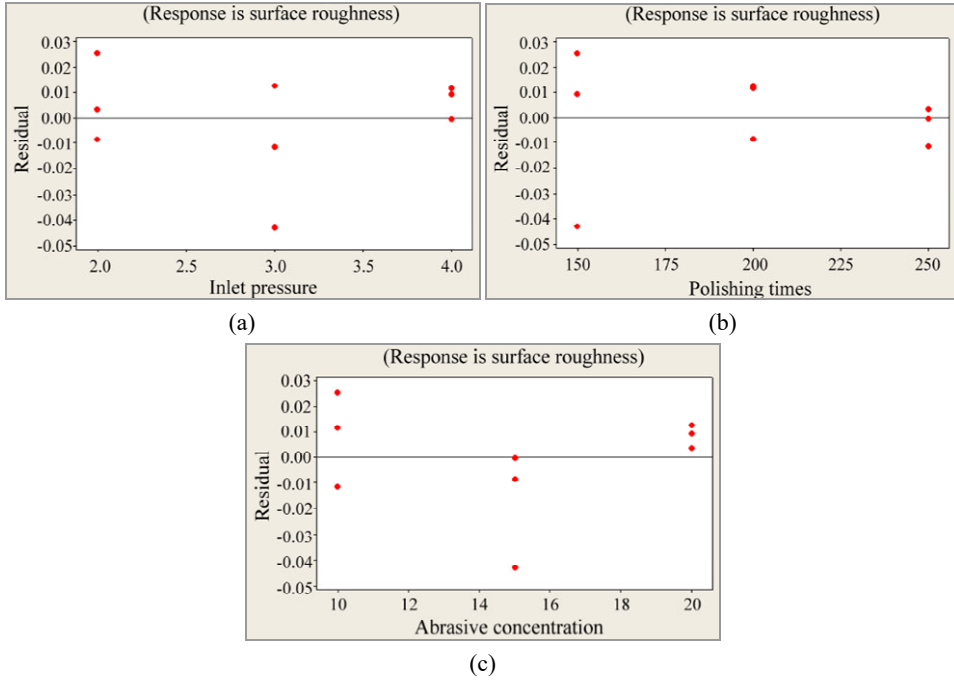 (Response is surface roughness)
Residual
0.03
0.02
0.01
0.00
-0.01
-0.02
-0.03
-0.04
-0.05
2.0 2.5 3.0 3.5 4.0
Inlet pressure
(a)
(Response is surface roughness)
Residual
0.03
0.02
0.01
0.00
-0.01
-0.02
-0.03
-0.04
-0.05
150 175 200 225 250
Polishing times
(b)
(Response is surface roughness)
Residual
0.03
0.02
0.01
0.00
-0.01
-0.02
-0.03
-0.04
-0.05
10 12 14 16 18 20
Abrasive concentration
(c)